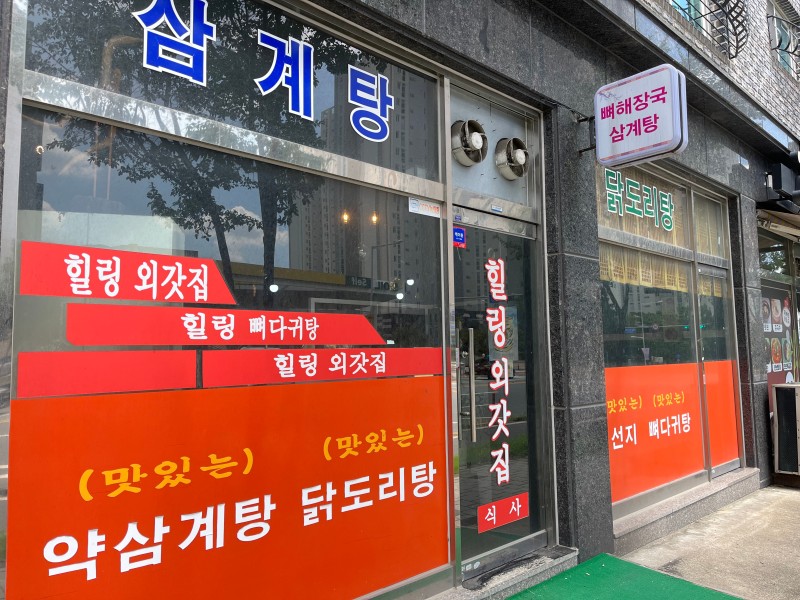 삼계탕
힐링 외갓집
힐링 뼈다귀탕
힐링 외갓집
(맛있는) (맛있는)
약삼계탕 닭도리탕
힐링외갓집
식사
뼈해장국
삼계탕
닭도리탕
맛있는) (맛있는)
선지 뼈다귀탕